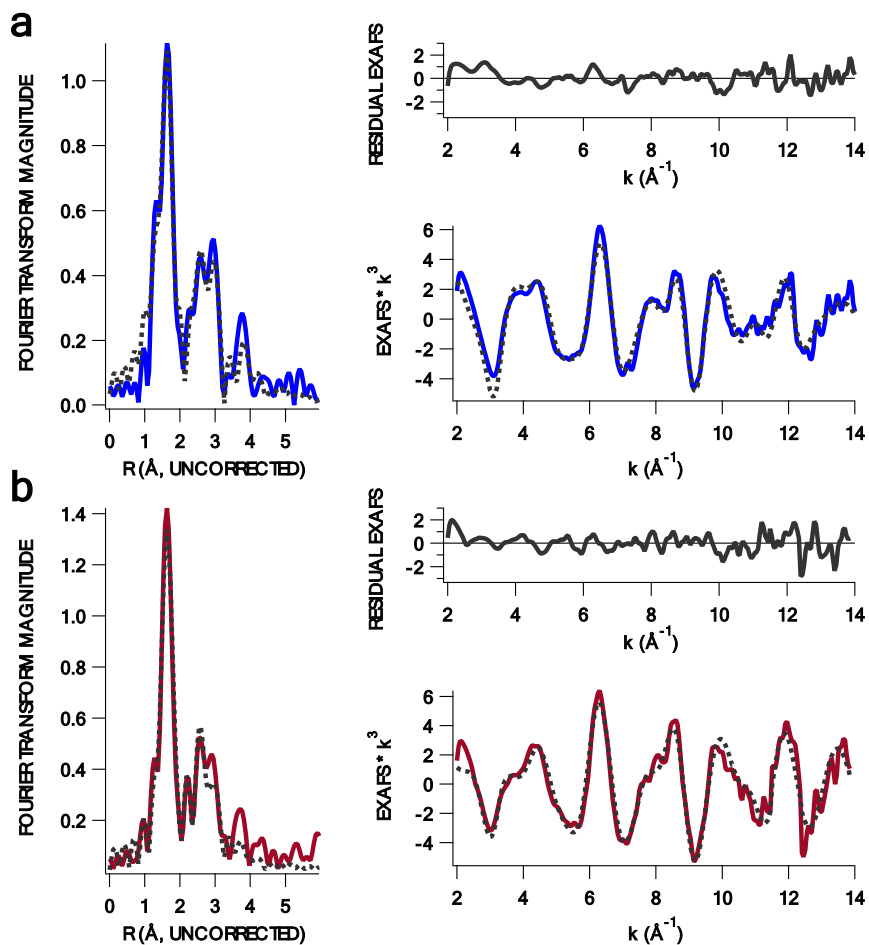 a
FOURIER TRANSFORM MAGNITUDE
1.0
0.8
0.6
0.4
0.2
0.0
0 1 2 3 4 5
R (Å, UNCORRECTED)
RESIDUAL EXAFS
2
0
-2
2 4 6 8 10 12 14
k (Å-1)
EXAFS * k3
6
4
2
0
-2
-4
2 4 6 8 10 12 14
k (Å-1)
b
FOURIER TRANSFORM MAGNITUDE
1.4
1.2
1.0
0.8
0.6
0.4
0.2
0 1 2 3 4 5
R (Å, UNCORRECTED)
RESIDUAL EXAFS
2
0
-2
2 4 6 8 10 12 14
k (Å-1)
EXAFS * k3
6
4
2
0
-2
-4
2 4 6 8 10 12 14
k (Å-1)